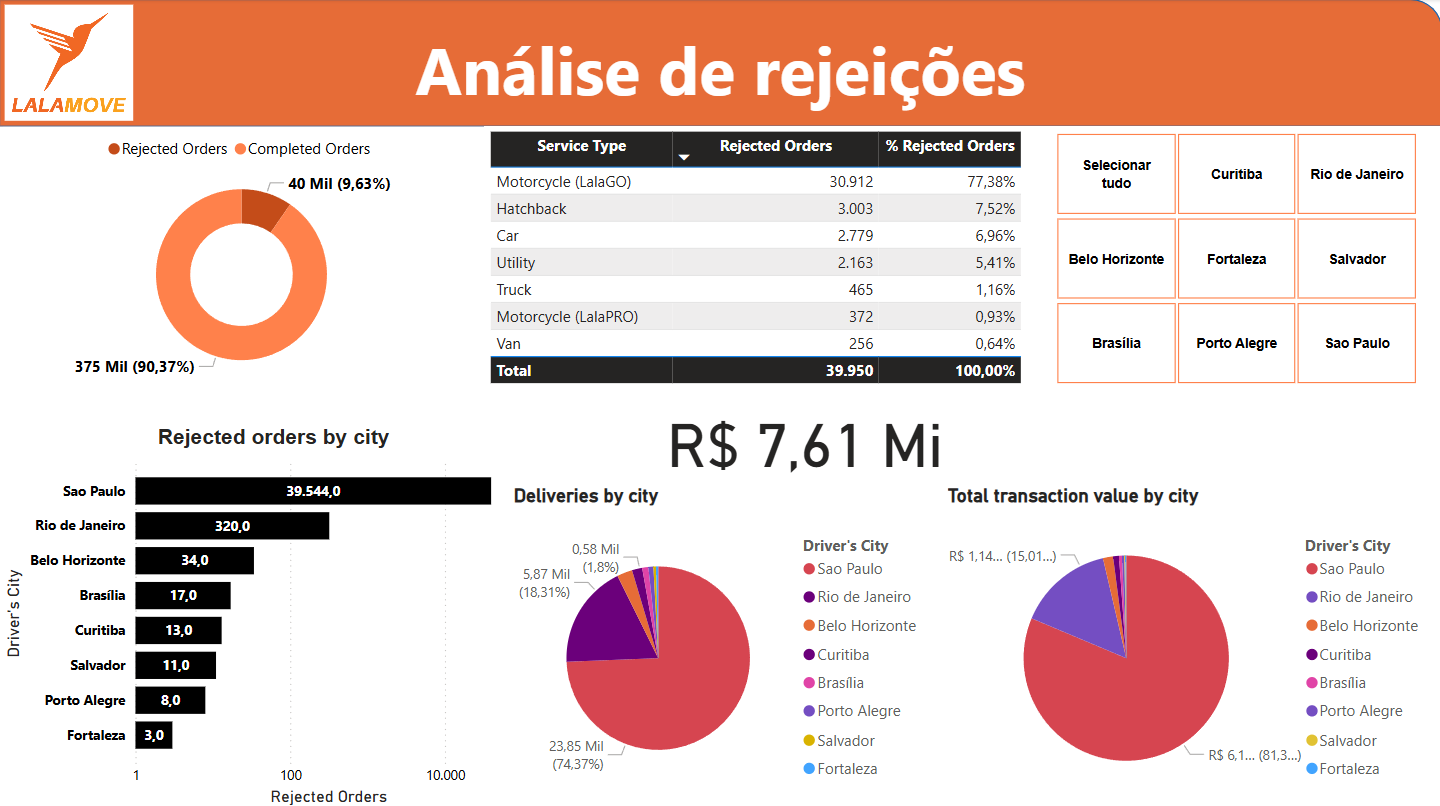 LALAMOVE
Análise de rejeições
Rejected Orders Completed Orders
40 Mil (9,63%)
375 Mil (90,37%)
Service Type Rejected Orders % Rejected Orders
Motorcycle (LalaGO) 30.912 77,38%
Hatchback 3.003 7,52%
Car 2.779 6,96%
Utility 2.163 5,41%
Truck 465 1,16%
Motorcycle (LalaPRO) 372 0,93%
Van 256 0,64%
Total 39.950 100,00%
Selecionar
tudo
Curitiba
Rio de Janeiro
Belo Horizonte
Fortaleza
Salvador
Brasília
Porto Alegre
Sao Paulo
Rejected orders by city
Driver's City
Sao Paulo 39.544,0
Rio de Janeiro 320,0
Belo Horizonte 34,0
Brasília 17,0
Curitiba 13,0
Salvador 11,0
Porto Alegre 8,0
Fortaleza 3,0
1 100 10.000
Rejected Orders
R$ 7,61 Mi
Deliveries by city
0,58 Mil
(1,8%)
5,87 Mil
(18,31%)
23,85 Mil
(74,37%)
Driver's City
Sao Paulo
Rio de Janeiro
Belo Horizonte
Curitiba
Brasília
Porto Alegre
Salvador
Fortaleza
Total transaction value by city
R$ 1,14... (15,01...)
R$ 6,1... (81,3...)
Driver's City
Sao Paulo
Rio de Janeiro
Belo Horizonte
Curitiba
Brasília
Porto Alegre
Salvador
Fortaleza